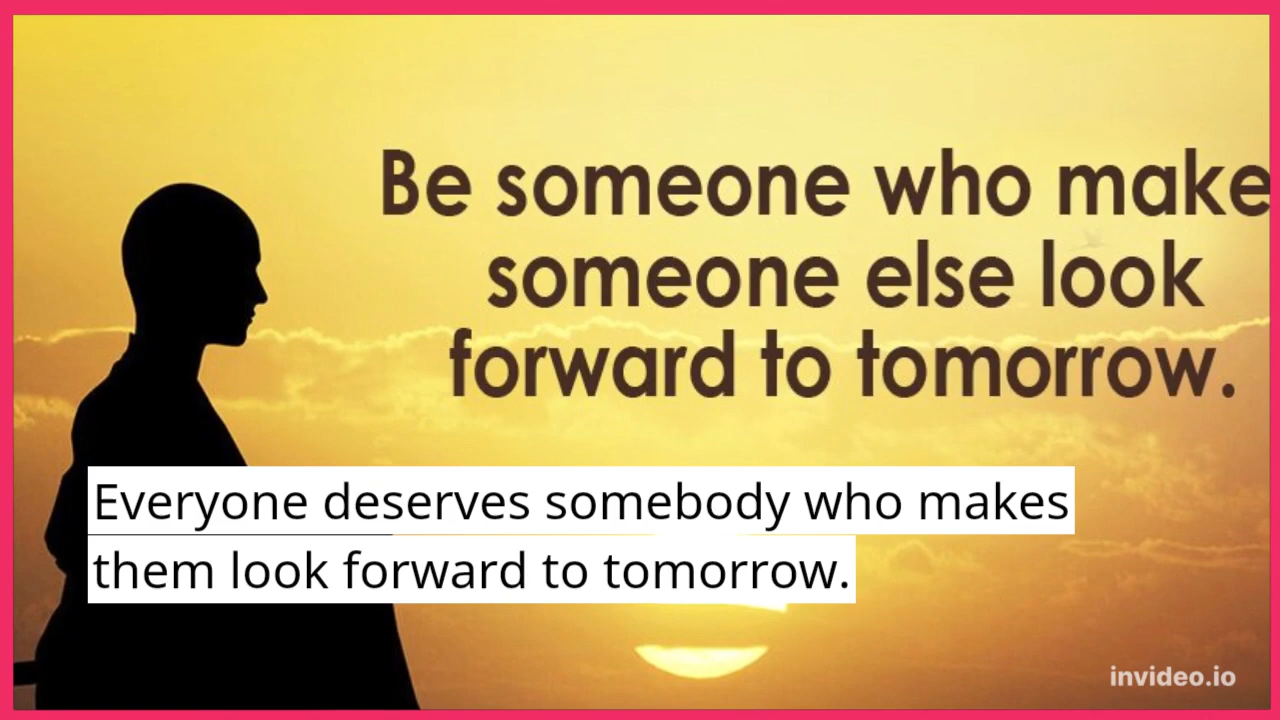 Be someone who make
someone else look
forward to tomorrow.
Everyone deserves somebody who makes
them look forward to tomorrow.
invideo.io